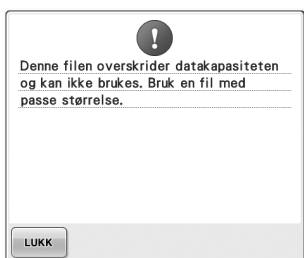 Denne filen overskrider datakapasiteten
og kan ikke brukes. Bruk en fil med
passe størrelse.
LUKK